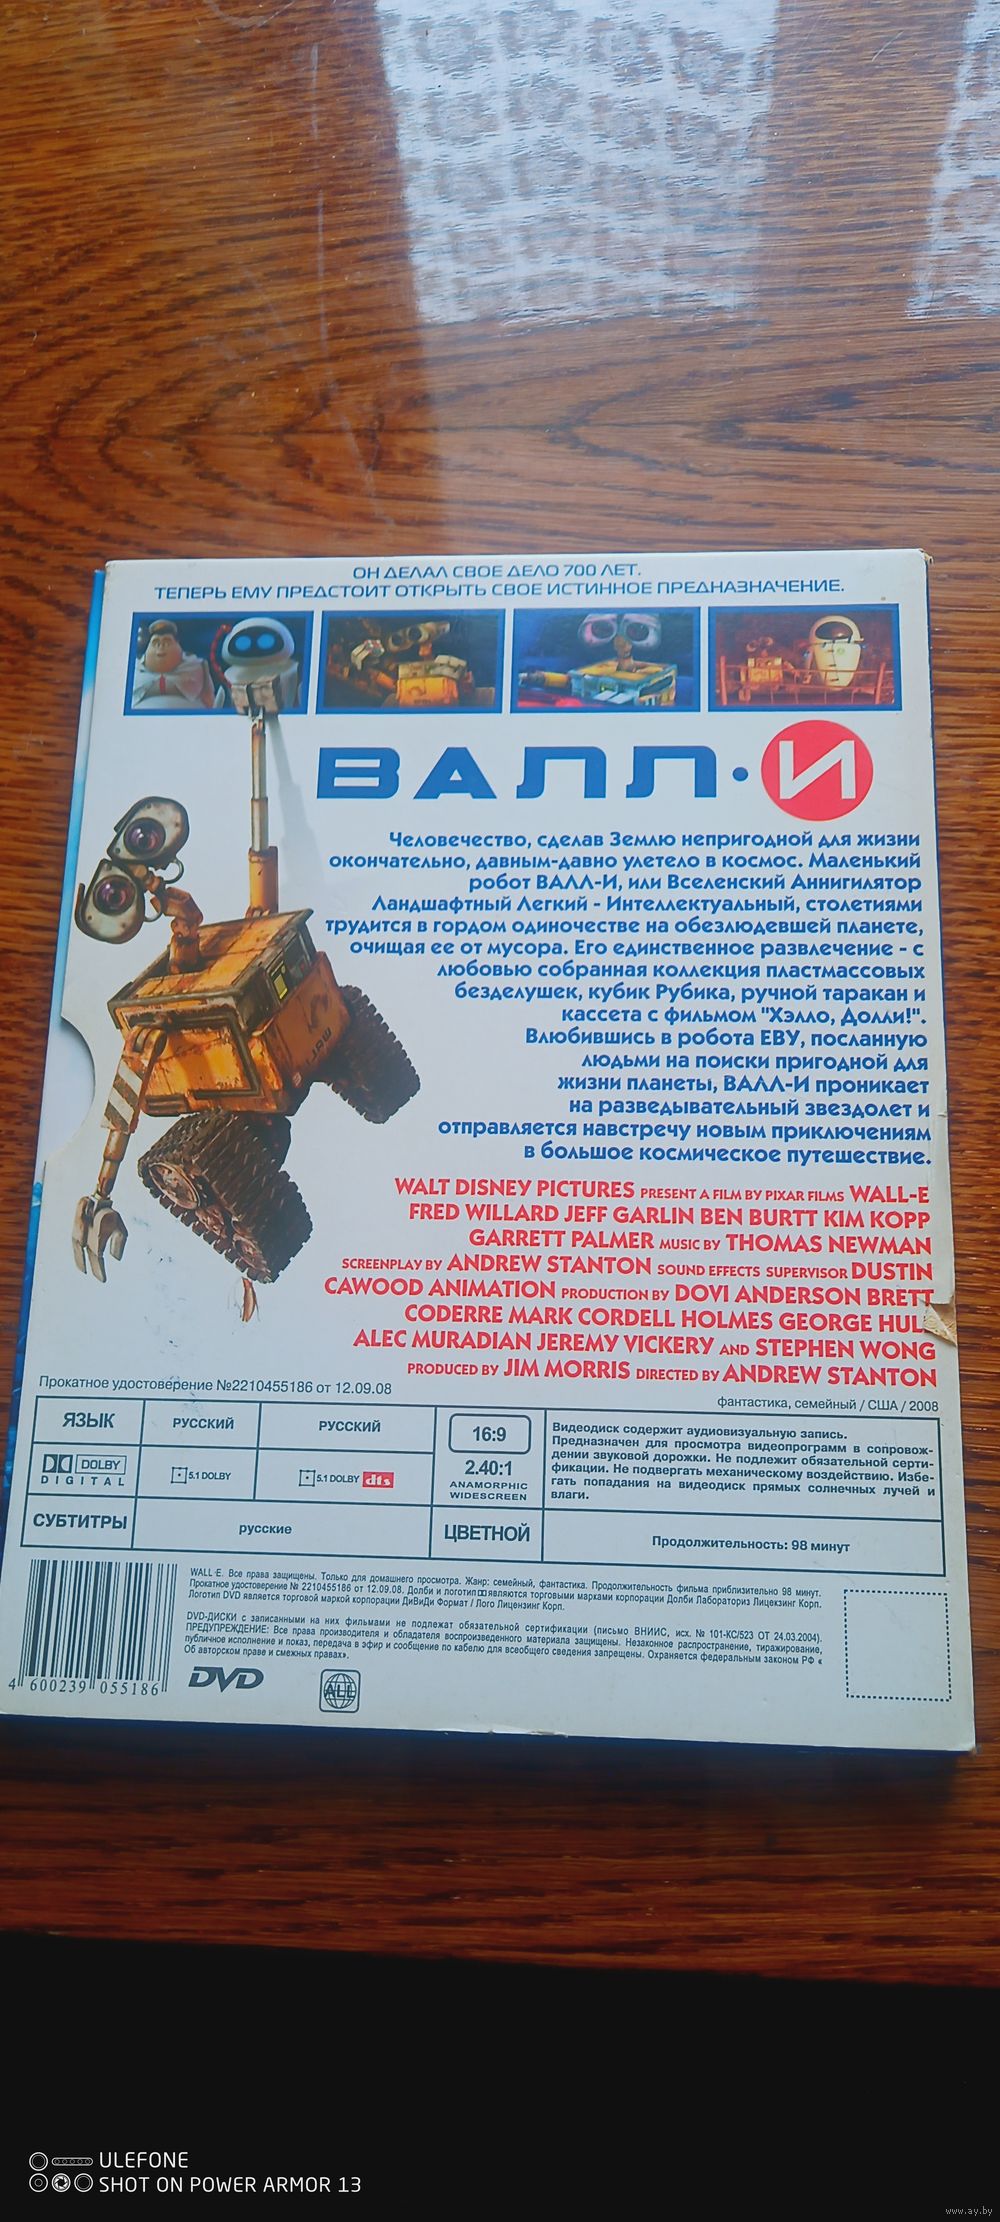 ОН ДЕЛАЛ СВОЕ ДЕЛО 700 ЛЕТ.
ТЕПЕРЬ ЕМУ ПРЕДСТОИТ ОТКРЫТЬ СВОЕ ИСТИННОЕ ПРЕДНАЗНАЧЕНИЕ.
ВАЛЛ·И
Человечество, сделав Землю непригодной для жизни
окончательно, давным-давно улетело в космос. Маленький
робот ВАЛЛ-И, или Вселенский Аннигилятор
Ландшафтный Легкий - Интеллектуальный, столетиями
трудится в гордом одиночестве на обезлюдевшей планете,
очищая ее от мусора. Его единственное развлечение - с
любовью собранная коллекция пластмассовых
безделушек, кубик Рубика, ручной таракан и
кассета с фильмом "Хэлло, Долли!".
Влюбившись в робота ЕВУ, посланную
людьми на поиски пригодной для
жизни планеты, ВАЛЛ-И проникает
на разведывательный звездолет и
отправляется навстречу новым приключениям
в большое космическое путешествие.
WALT DISNEY PICTURES PRESENT A FILM BY PIXAR FILMS WALL-E
FRED WILLARD JEFF GARLIN BEN BURTT KIM KOPP
GARRETT PALMER MUSIC BY THOMAS NEWMAN
SCREENPLAY BY ANDREW STANTON SOUND EFFECTS SUPERVISOR DUSTIN
CAWOOD ANIMATION PRODUCTION BY DOVI ANDERSON BRETT
CODERRE MARK CORDELL HOLMES GEORGE HUL
ALEC MURADIAN JEREMY VICKERY AND STEPHEN WONG
PRODUCED BY JIM MORRIS DIRECTED BY ANDREW STANTON
Прокатное удостоверение №2210455186 от 12.09.08
фантастика, семейный / США / 2008
ЯЗЫК РУССКИЙ РУССКИЙ
DOLBY DIGITAL 5.1 DOLBY 5.1 DOLBY dts
СУБТИТРЫ русские
16:9
2.40:1
ANAMORPHIC
WIDESCREEN
ЦВЕТНОЙ
Видеодиск содержит аудиовизуальную запись.
Предназначен для просмотра видеопрограмм в сопровож-
дении звуковой дорожки. Не подлежит обязательной серти-
фикации. Не подвергать механическому воздействию. Избе-
гать попадания на видеодиск прямых солнечных лучей и
влаги.
Продолжительность: 98 минут
WALL·E. Все права защищены. Только для домашнего просмотра. Жанр: семейный, фантастика. Продолжительность фильма приблизительно 98 минут.
Прокатное удостоверение № 2210455186 от 12.09.08. Долби и логотип являются торговыми марками корпорации Долби Лабораториз Лицензинг Корп.
Логотип DVD является торговой маркой корпорации ДиВиДи Формат / Лого Лицензинг Корп.
DVD-ДИСКИ с записанными на них фильмами не подлежат обязательной сертификации (письмо ВНИИС, исх. № 101-КС/523 ОТ 24.03.2004).
ПРЕДУПРЕЖДЕНИЕ: Все права производителя и обладателя воспроизведенного материала защищены. Незаконное распространение, тиражирование,
публичное исполнение и показ, передача в эфир и сообщение по кабелю для всеобщего сведения запрещены. Охраняется федеральным законом РФ «
Об авторском праве и смежных правах».
4 600239 055186
DVD
ALL
ULEFONE
SHOT ON POWER ARMOR 13
www.ay.by